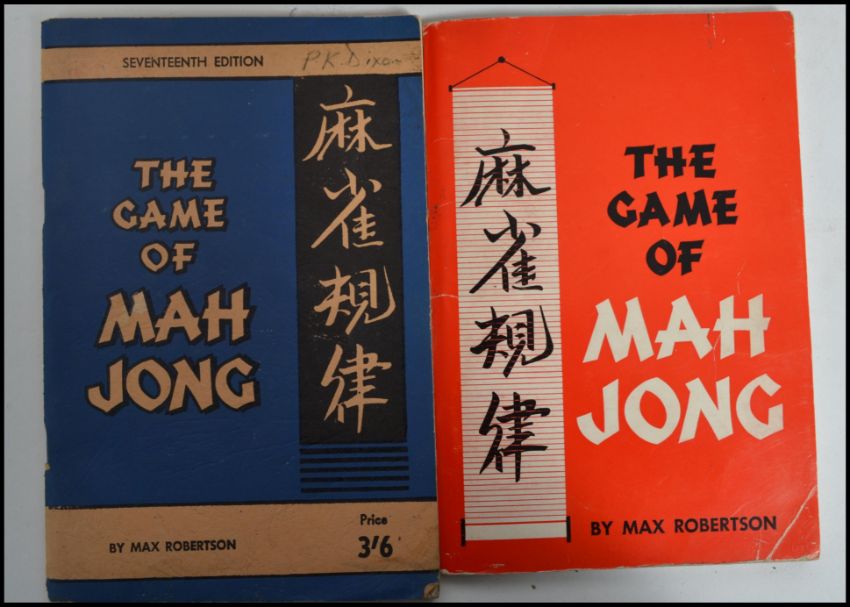 SEVENTEENTH EDITION
P.K. Dixon
THE
GAME
OF
MAH
JONG
麻雀規律
BY MAX ROBERTSON
Price
3'6
麻雀規律
THE
GAME
OF
MAH
JONG
BY MAX ROBERTSON